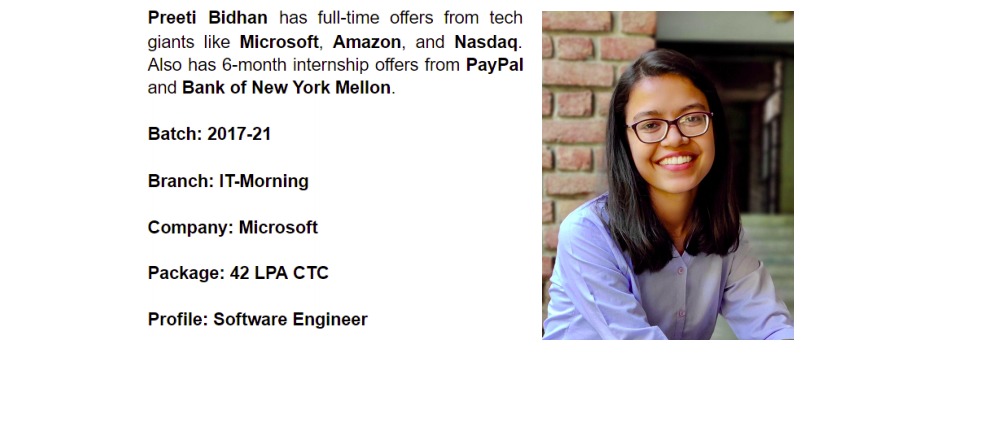 Preeti Bidhan has full-time offers from tech
giants like Microsoft, Amazon, and Nasdaq.
Also has 6-month internship offers from PayPal
and Bank of New York Mellon.
Batch: 2017-21
Branch: IT-Morning
Company: Microsoft
Package: 42 LPA CTC
Profile: Software Engineer